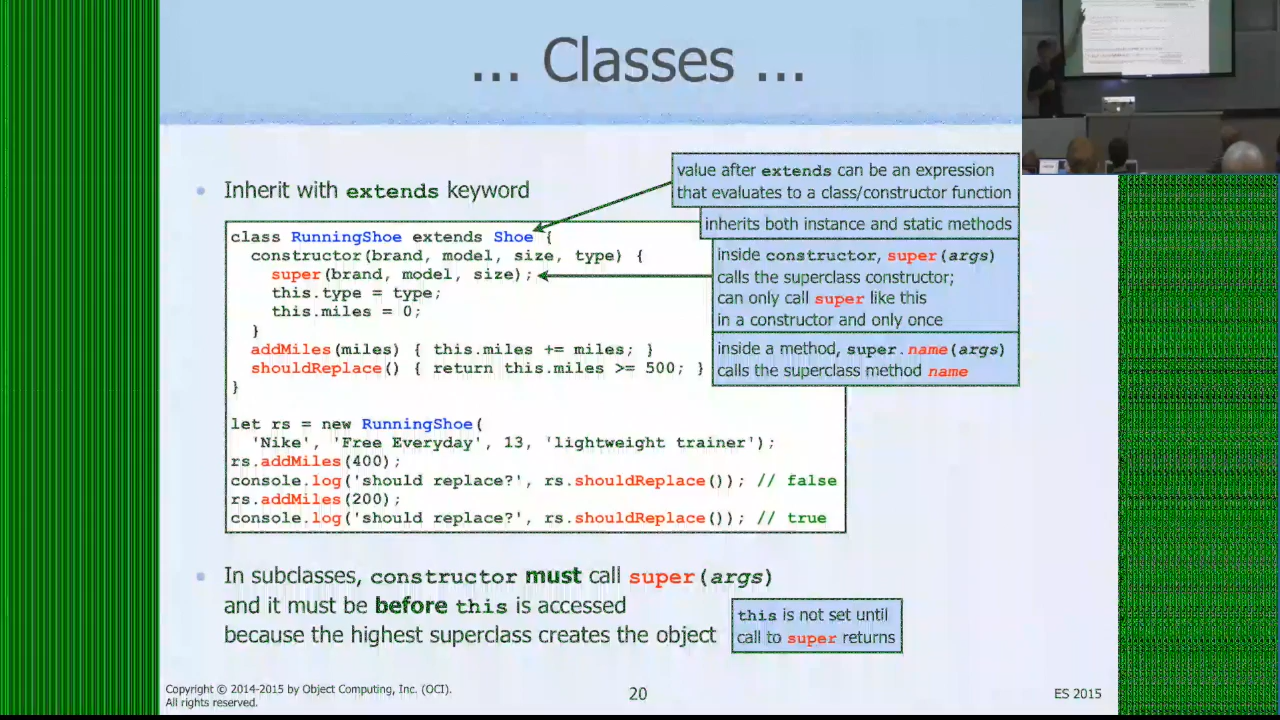 ... Classes ...
Inherit with extends keyword
value after extends can be an expression
that evaluates to a class/constructor function
inherits both instance and static methods
inside constructor, super(args)
calls the superclass constructor;
can only call super like this
in a constructor and only once
inside a method, super.name(args)
calls the superclass method name
class RunningShoe extends Shoe {
constructor(brand, model, size, type) {
super(brand, model, size);
this.type = type;
this.miles = 0;
}
addMiles(miles) { this.miles += miles; }
shouldReplace() { return this.miles >= 500; }
}
let rs = new RunningShoe(
'Nike', 'Free Everyday', 13, 'lightweight trainer');
rs.addMiles(400);
console.log('should replace?', rs.shouldReplace()); // false
rs.addMiles(200);
console.log('should replace?', rs.shouldReplace()); // true
In subclasses, constructor must call super(args)
and it must be before this is accessed
because the highest superclass creates the object
this is not set until
call to super returns
Copyright © 2014-2015 by Object Computing, Inc. (OCI).
All rights reserved.
20
ES 2015